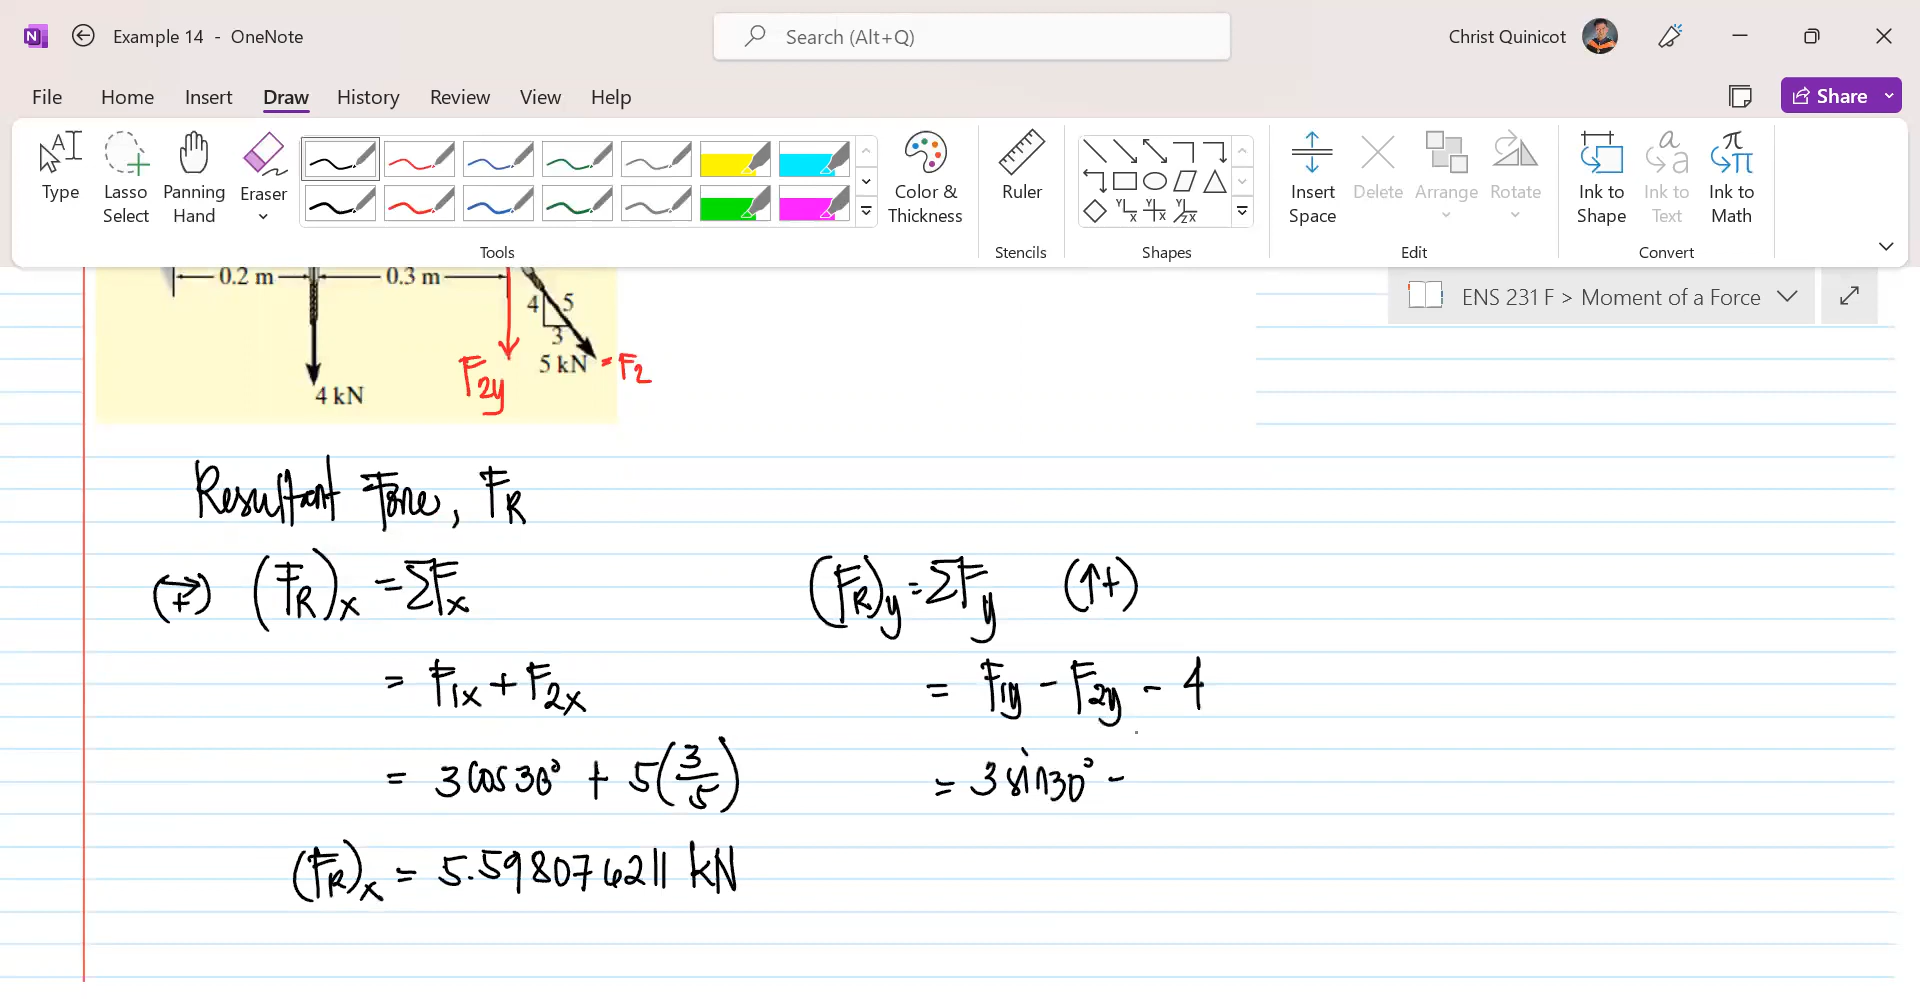 Example 14 - OneNote
Search (Alt+Q)
Christ Quinicot
File Home Insert Draw History Review View Help
Share
Type
Lasso Select
Panning Hand
Eraser
Color & Thickness
Ruler
Insert Space
Delete
Arrange
Rotate
Ink to Shape
Ink to Text
Ink to Math
Tools
Stencils
Shapes
Edit
Convert
ENS 231 F > Moment of a Force
0.2 m
0.3 m
4
5
3
5 kN = F2
F2y
4 kN
Resultant Force, FR
(→+) (FR)x = ΣFx
(FR)y = ΣFy (↑+)
= F1x + F2x
= F1y - F2y - 4
= 3 cos 30° + 5(3/5)
= 3 sin 30° -
(FR)x = 5.598076211 kN